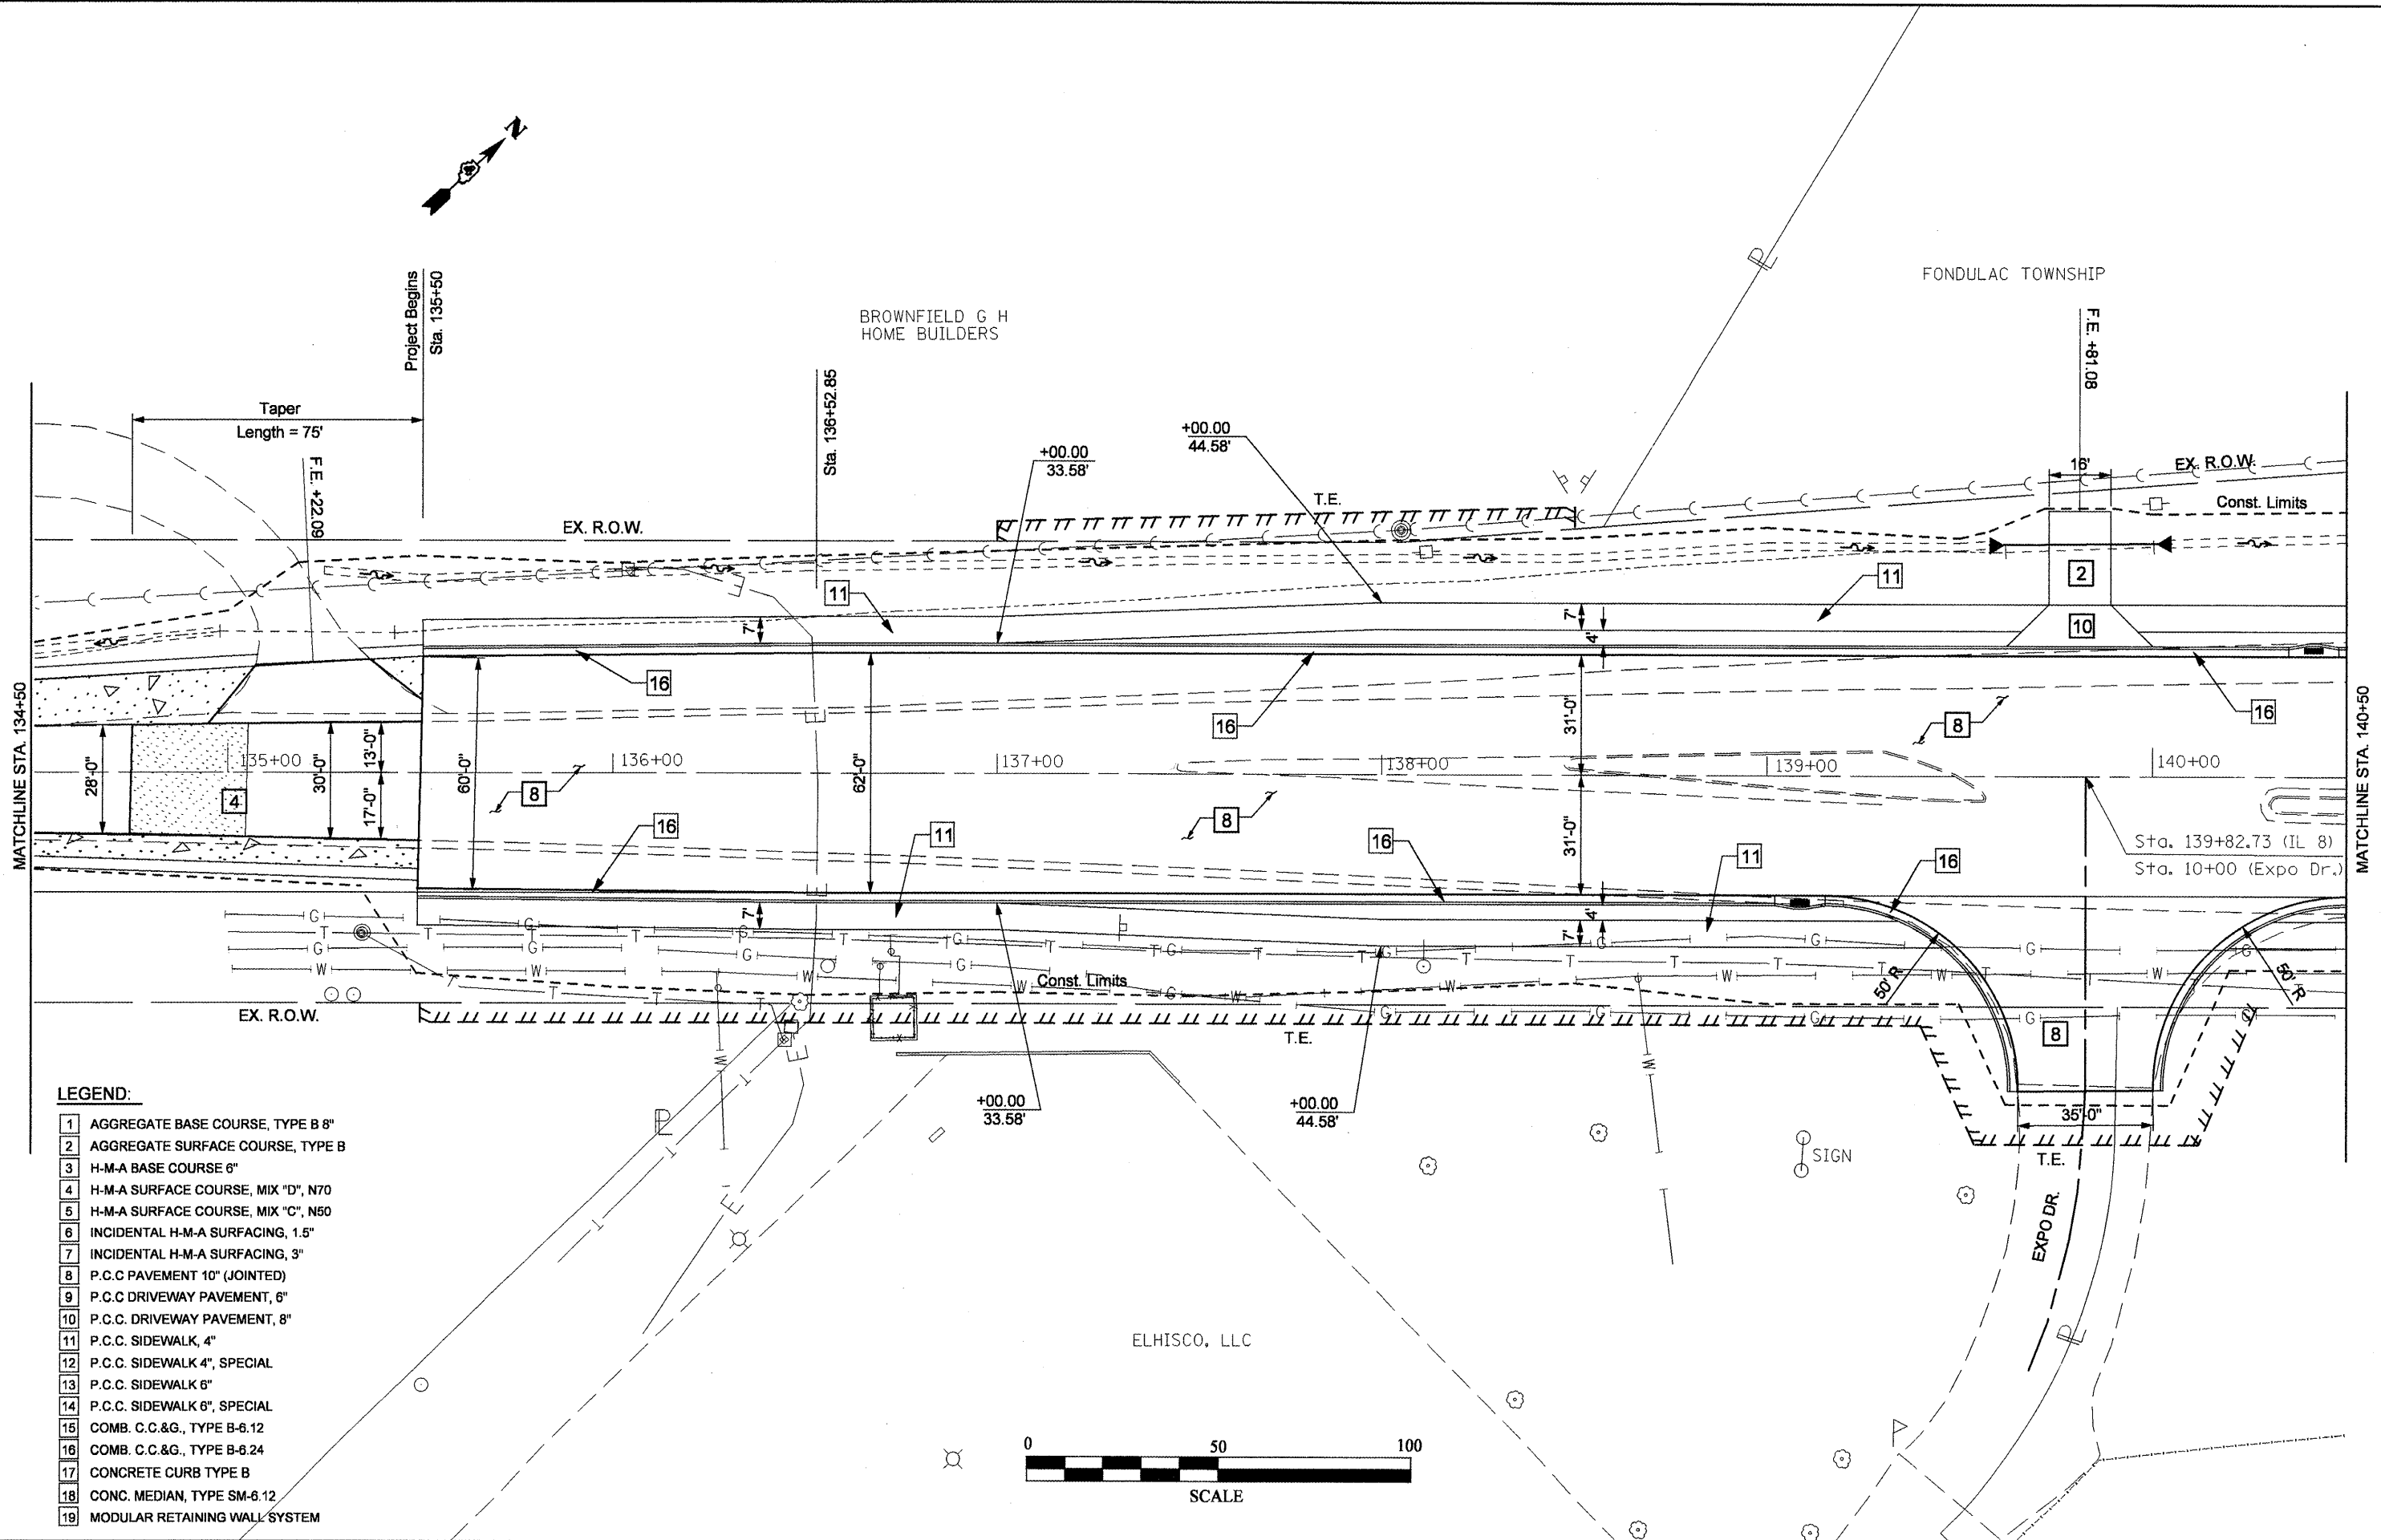 N
Project Begins
Sta. 135+50
BROWNFIELD G H
HOME BUILDERS
FONDULAC TOWNSHIP
PL
F.E. +81.08
Taper
Length = 75'
F.E. +22.09
Sta. 136+52.85
+00.00
33.58'
+00.00
44.58'
EX. R.O.W.
T.E.
16'
EX. R.O.W.
Const. Limits
2
11
11
10
7'
7'
4'
16
16
16
8
MATCHLINE STA. 134+50
28'-0"
135+00
30'-0"
13'-0"
17'-0"
4
60'-0"
136+00
8
62'-0"
137+00
138+00
31'-0"
31'-0"
139+00
140+00
8
16
11
16
11
16
Sta. 139+82.73 (IL 8)
Sta. 10+00 (Expo Dr.)
MATCHLINE STA. 140+50
7'
4'
7'
G
T
W
E
Const. Limits
EX. R.O.W.
T.E.
50' R
50' R
8
35'-0"
T.E.
+00.00
33.58'
+00.00
44.58'
PL
SIGN
EXPO DR.
PL
ELHISCO, LLC
LEGEND:
1 AGGREGATE BASE COURSE, TYPE B 8"
2 AGGREGATE SURFACE COURSE, TYPE B
3 H-M-A BASE COURSE 6"
4 H-M-A SURFACE COURSE, MIX "D", N70
5 H-M-A SURFACE COURSE, MIX "C", N50
6 INCIDENTAL H-M-A SURFACING, 1.5"
7 INCIDENTAL H-M-A SURFACING, 3"
8 P.C.C PAVEMENT 10" (JOINTED)
9 P.C.C DRIVEWAY PAVEMENT, 6"
10 P.C.C. DRIVEWAY PAVEMENT, 8"
11 P.C.C. SIDEWALK, 4"
12 P.C.C. SIDEWALK 4", SPECIAL
13 P.C.C. SIDEWALK 6"
14 P.C.C. SIDEWALK 6", SPECIAL
15 COMB. C.C.&G., TYPE B-6.12
16 COMB. C.C.&G., TYPE B-6.24
17 CONCRETE CURB TYPE B
18 CONC. MEDIAN, TYPE SM-6.12
19 MODULAR RETAINING WALL SYSTEM
0 50 100
SCALE